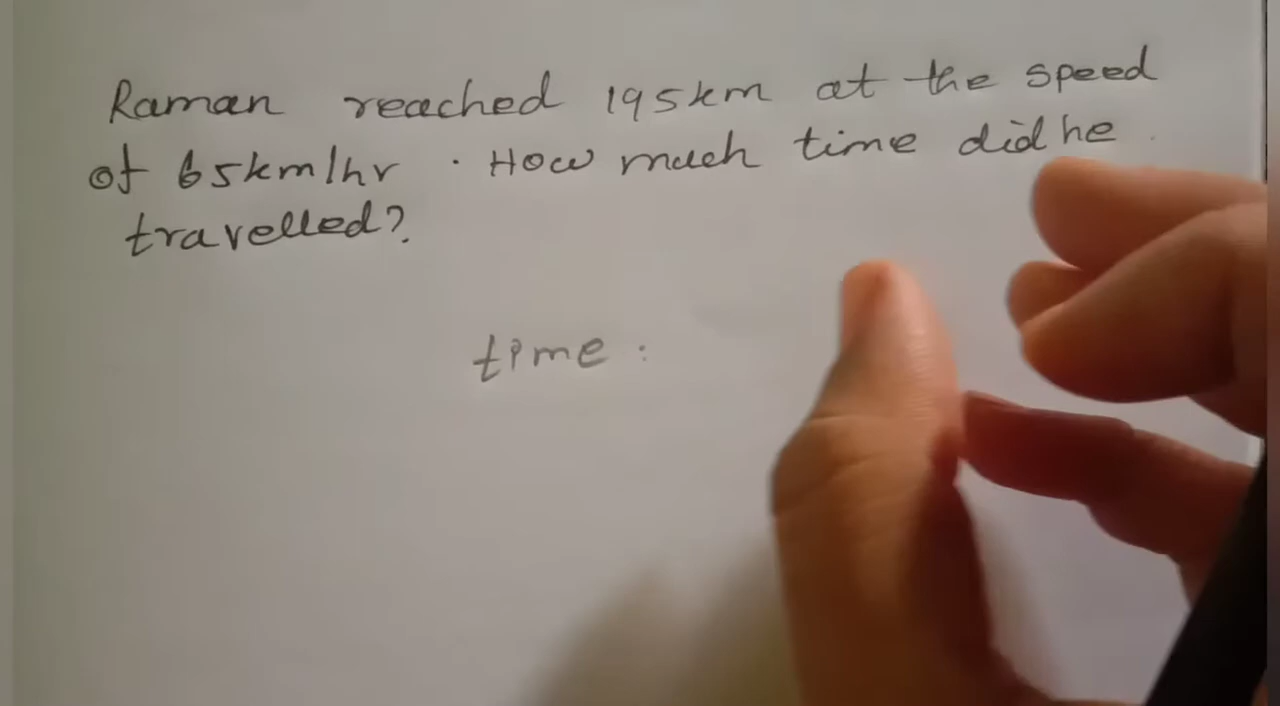 Raman reached 195km at the speed
of 65km/hr. How much time did he
travelled?
time: